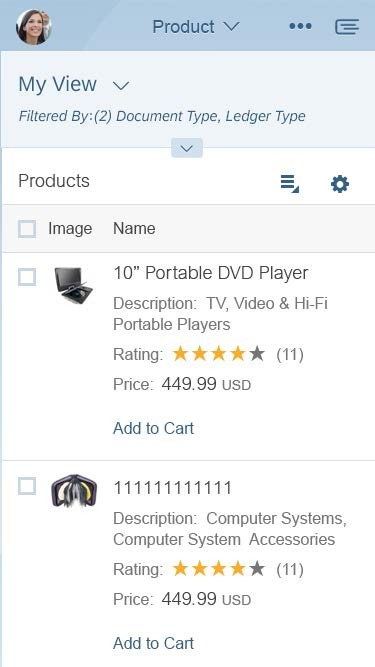 Product
My View
Filtered By:(2) Document Type, Ledger Type
Products
Image Name
10” Portable DVD Player
Description: TV, Video & Hi-Fi
Portable Players
Rating: (11)
Price: 449.99 USD
Add to Cart
111111111111
Description: Computer Systems,
Computer System Accessories
Rating: (11)
Price: 449.99 USD
Add to Cart